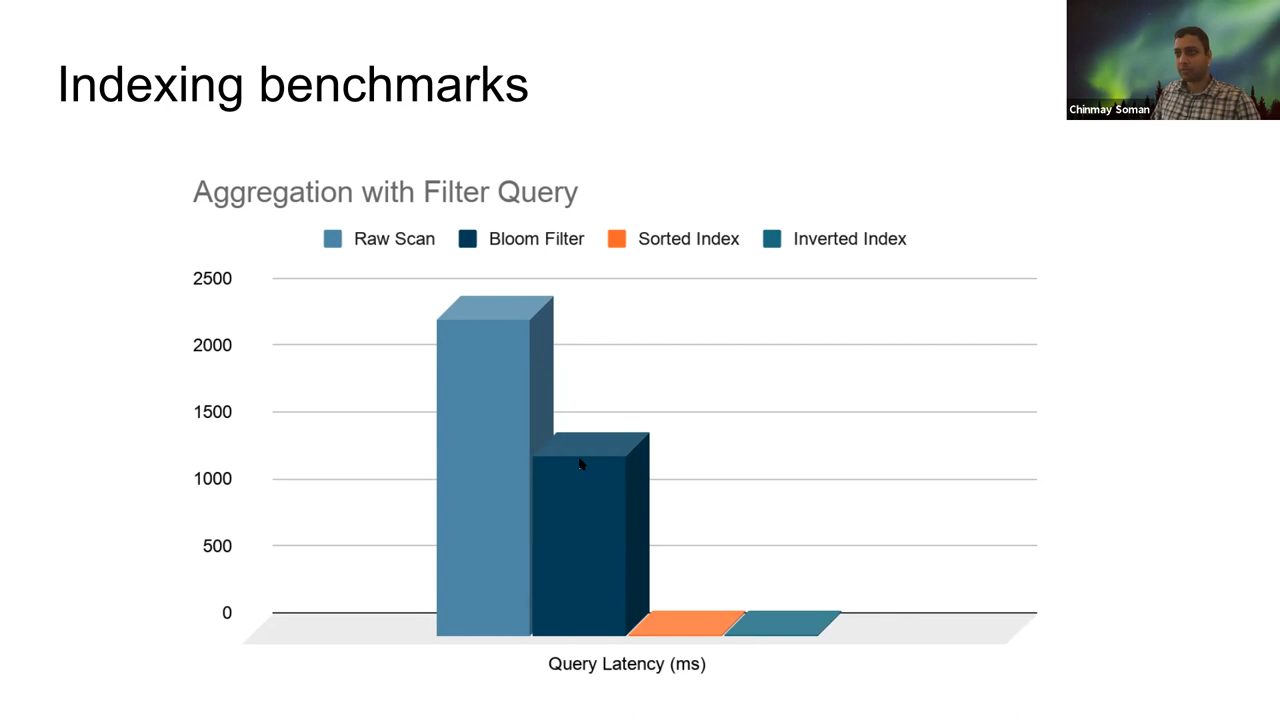 Indexing benchmarks
Chinmay Soman
Aggregation with Filter Query
Raw Scan Bloom Filter Sorted Index Inverted Index
2500
2000
1500
1000
500
0
Query Latency (ms)